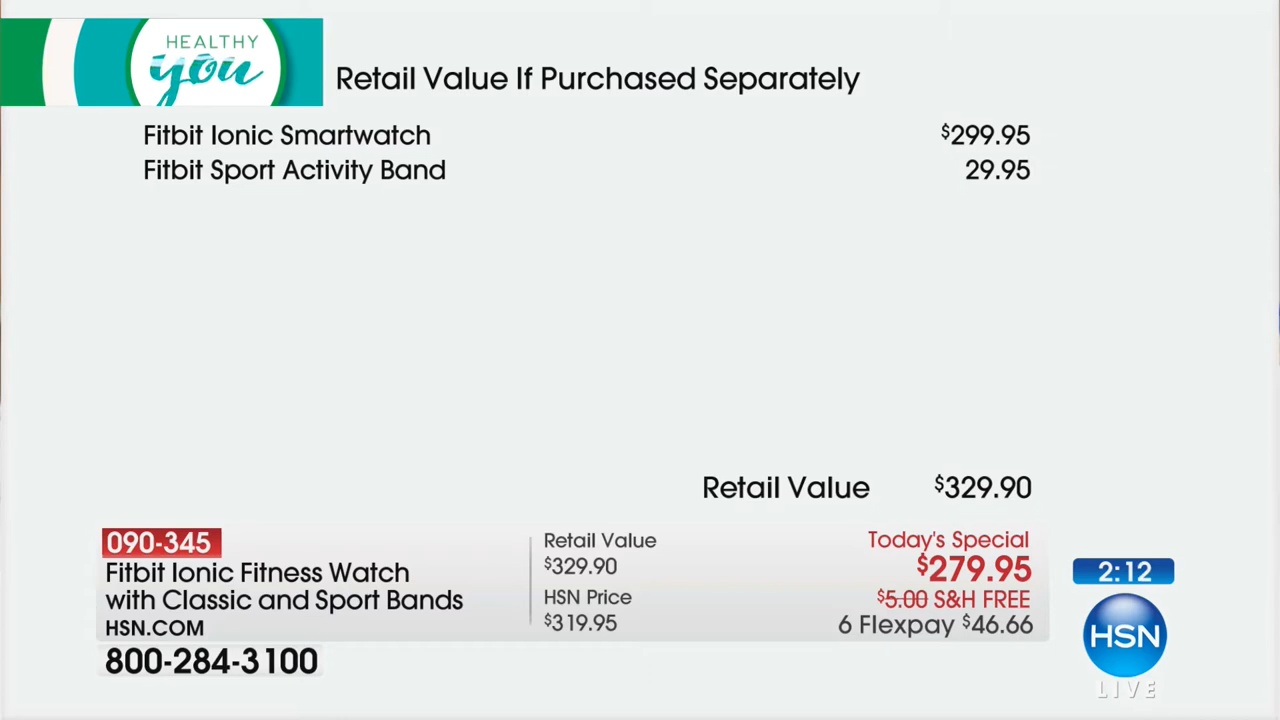 HEALTHY
you
Retail Value If Purchased Separately
Fitbit Ionic Smartwatch $299.95
Fitbit Sport Activity Band 29.95
Retail Value $329.90
090-345
Fitbit Ionic Fitness Watch
with Classic and Sport Bands
HSN.COM
800-284-3100
Retail Value
$329.90
HSN Price
$319.95
Today's Special
$279.95
$5.00 S&H FREE
6 Flexpay $46.66
2:12
HSN
LIVE